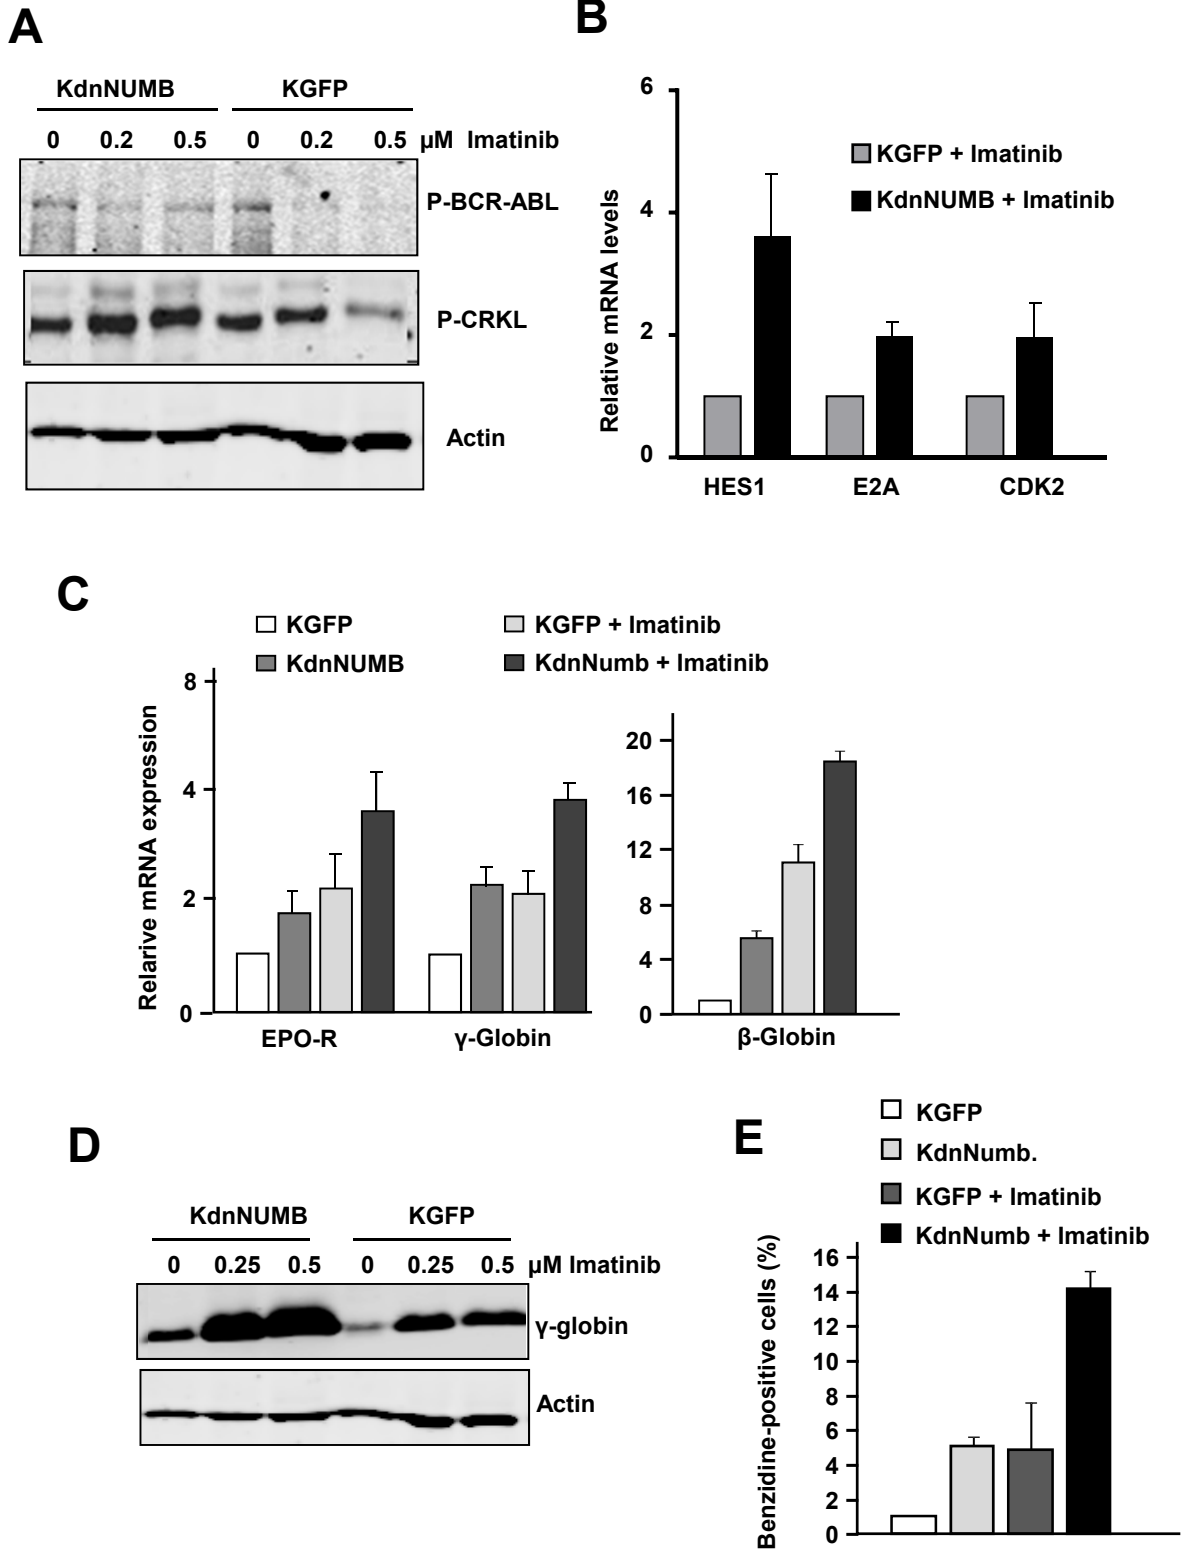 A
KdnNUMB KGFP
0 0.2 0.5 0 0.2 0.5 µM Imatinib
P-BCR-ABL
P-CRKL
Actin
B
6
4
2
0
Relative mRNA levels
KGFP + Imatinib
KdnNUMB + Imatinib
HES1 E2A CDK2
C
KGFP KGFP + Imatinib
KdnNUMB KdnNumb + Imatinib
Relarive mRNA expression
8
4
2
0
EPO-R γ-Globin
20
16
12
8
4
0
β-Globin
D
KdnNUMB KGFP
0 0.25 0.5 0 0.25 0.5 µM Imatinib
γ-globin
Actin
E
KGFP
KdnNumb.
KGFP + Imatinib
KdnNumb + Imatinib
Benzidine-positive cells (%)
16
14
12
10
8
6
4
2
0